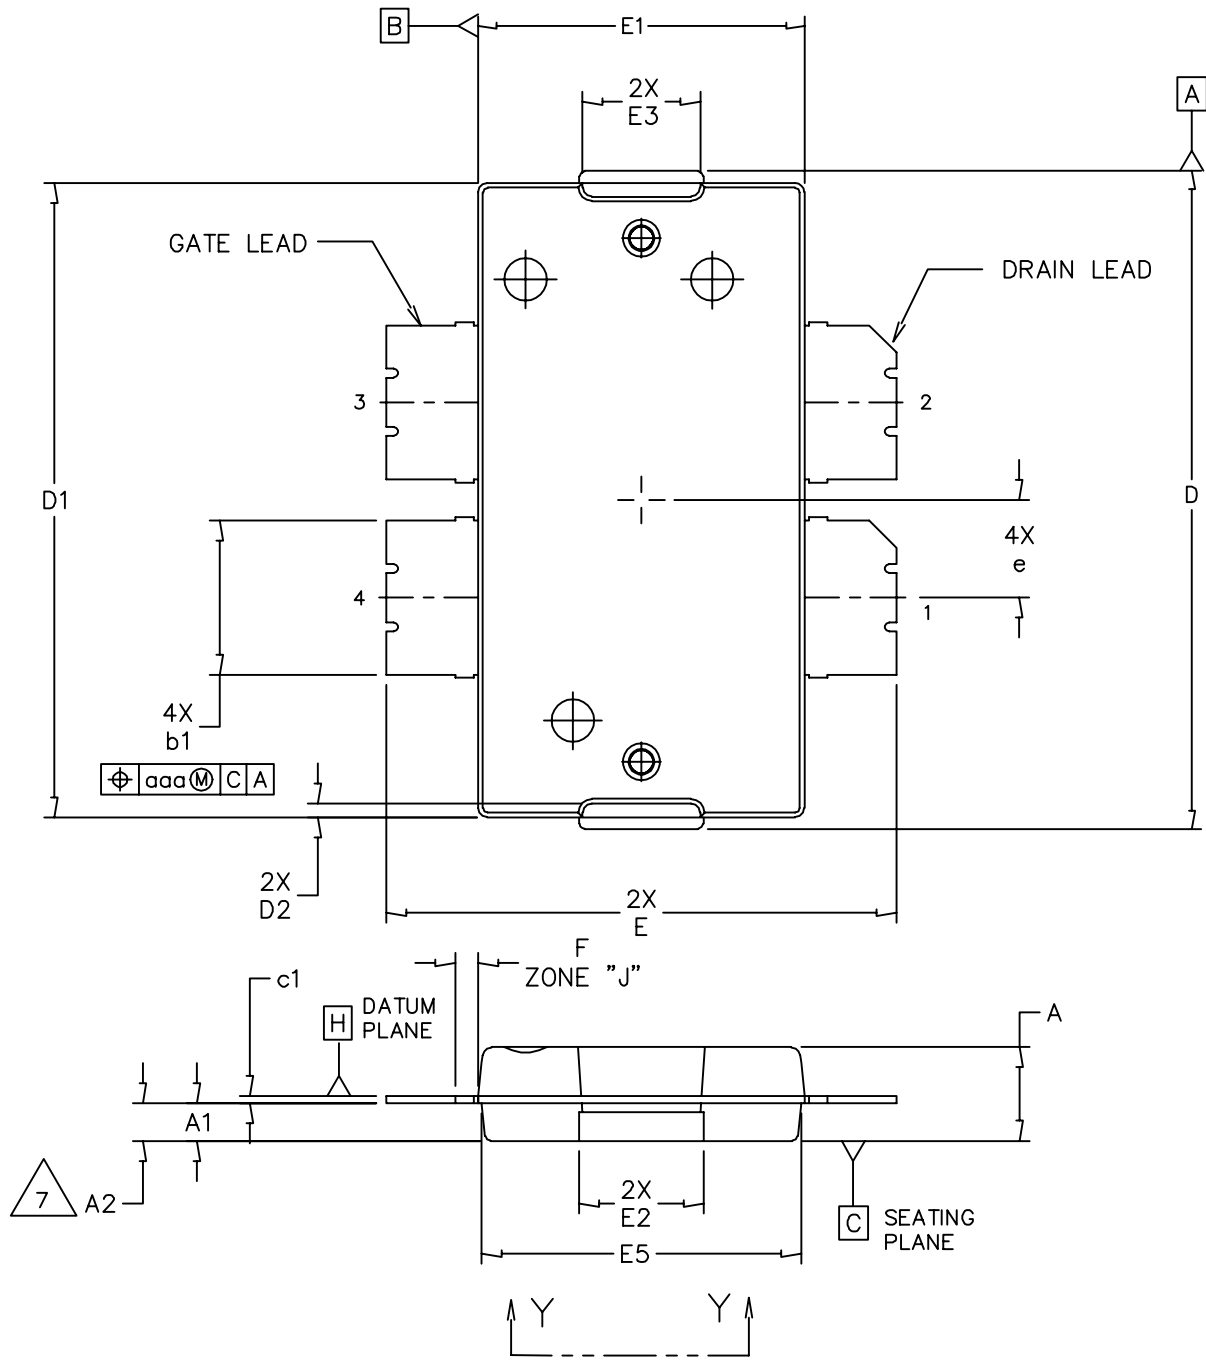 B
E1
2X
E3
A
GATE LEAD
DRAIN LEAD
3
2
D1
D
4X
e
4
1
4X
b1
⌖ aaa Ⓜ C A
2X
D2
2X
E
F
ZONE "J"
c1
H
DATUM
PLANE
A
A1
7
A2
2X
E2
C
SEATING
PLANE
E5
Y
Y